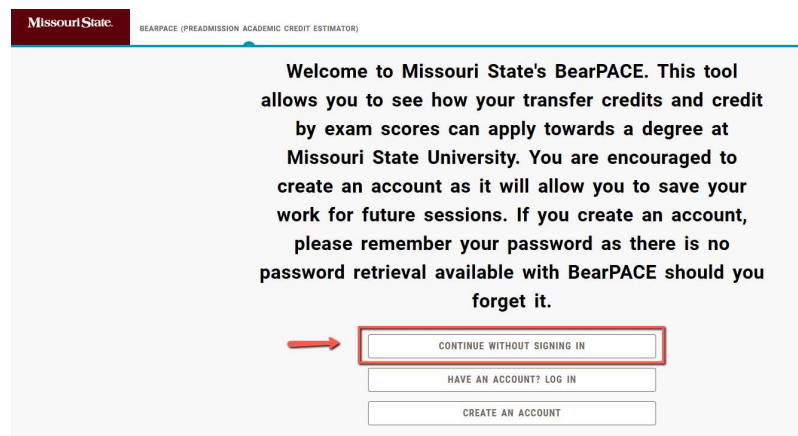 Missouri State.
BEARPACE (PREADMISSION ACADEMIC CREDIT ESTIMATOR)
Welcome to Missouri State's BearPACE. This tool
allows you to see how your transfer credits and credit
by exam scores can apply towards a degree at
Missouri State University. You are encouraged to
create an account as it will allow you to save your
work for future sessions. If you create an account,
please remember your password as there is no
password retrieval available with BearPACE should you
forget it.
CONTINUE WITHOUT SIGNING IN
HAVE AN ACCOUNT? LOG IN
CREATE AN ACCOUNT